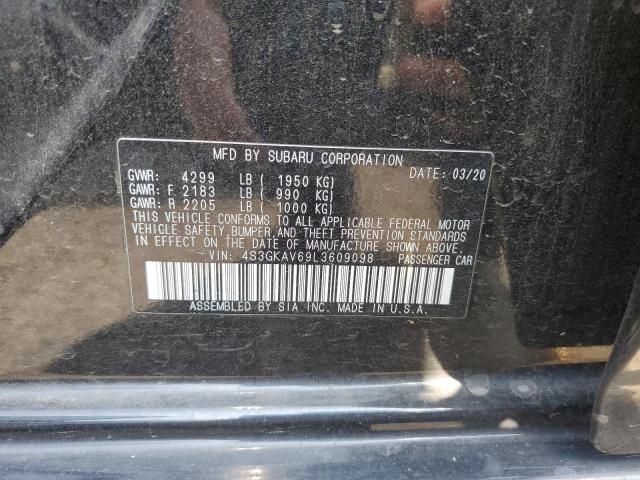 MFD BY SUBARU CORPORATION DATE: 03/20
GVWR: 4299 LB ( 1950 KG)
GAWR: F 2183 LB ( 990 KG)
GAWR: R 2205 LB ( 1000 KG)
THIS VEHICLE CONFORMS TO ALL APPLICABLE FEDERAL MOTOR
VEHICLE SAFETY, BUMPER, AND THEFT PREVENTION STANDARDS
IN EFFECT ON THE DATE OF MANUFACTURE SHOWN ABOVE.
VIN: 4S3GKAV69L3609098 PASSENGER CAR
ASSEMBLED BY SIA INC. MADE IN U.S.A.